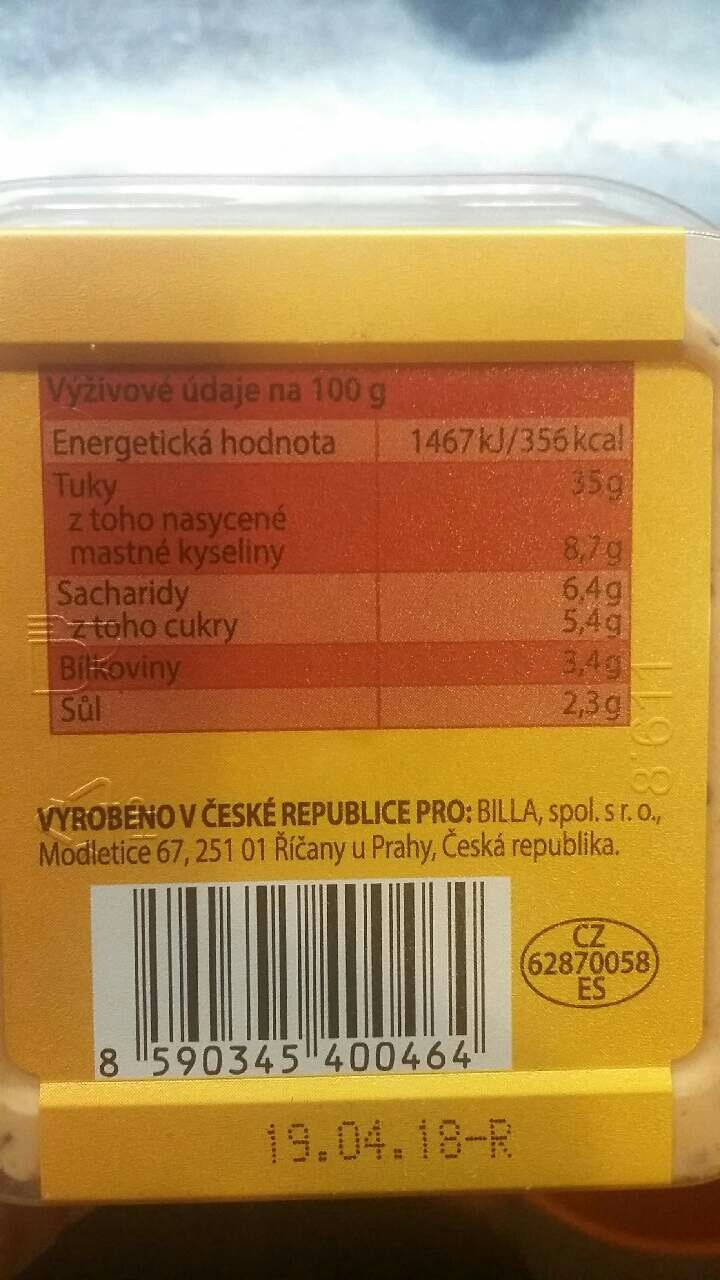 Výživové údaje na 100 g
Energetická hodnota 1467 kJ/356 kcal
Tuky 35 g
z toho nasycené
mastné kyseliny 8,7 g
Sacharidy 6,4 g
z toho cukry 5,4 g
Bílkoviny 3,4 g
Sůl 2,3 g
VYROBENO V ČESKÉ REPUBLICE PRO: BILLA, spol. s r. o.,
Modletice 67, 251 01 Říčany u Prahy, Česká republika.
CZ
62870058
ES
8 590345 400464
19.04.18-R